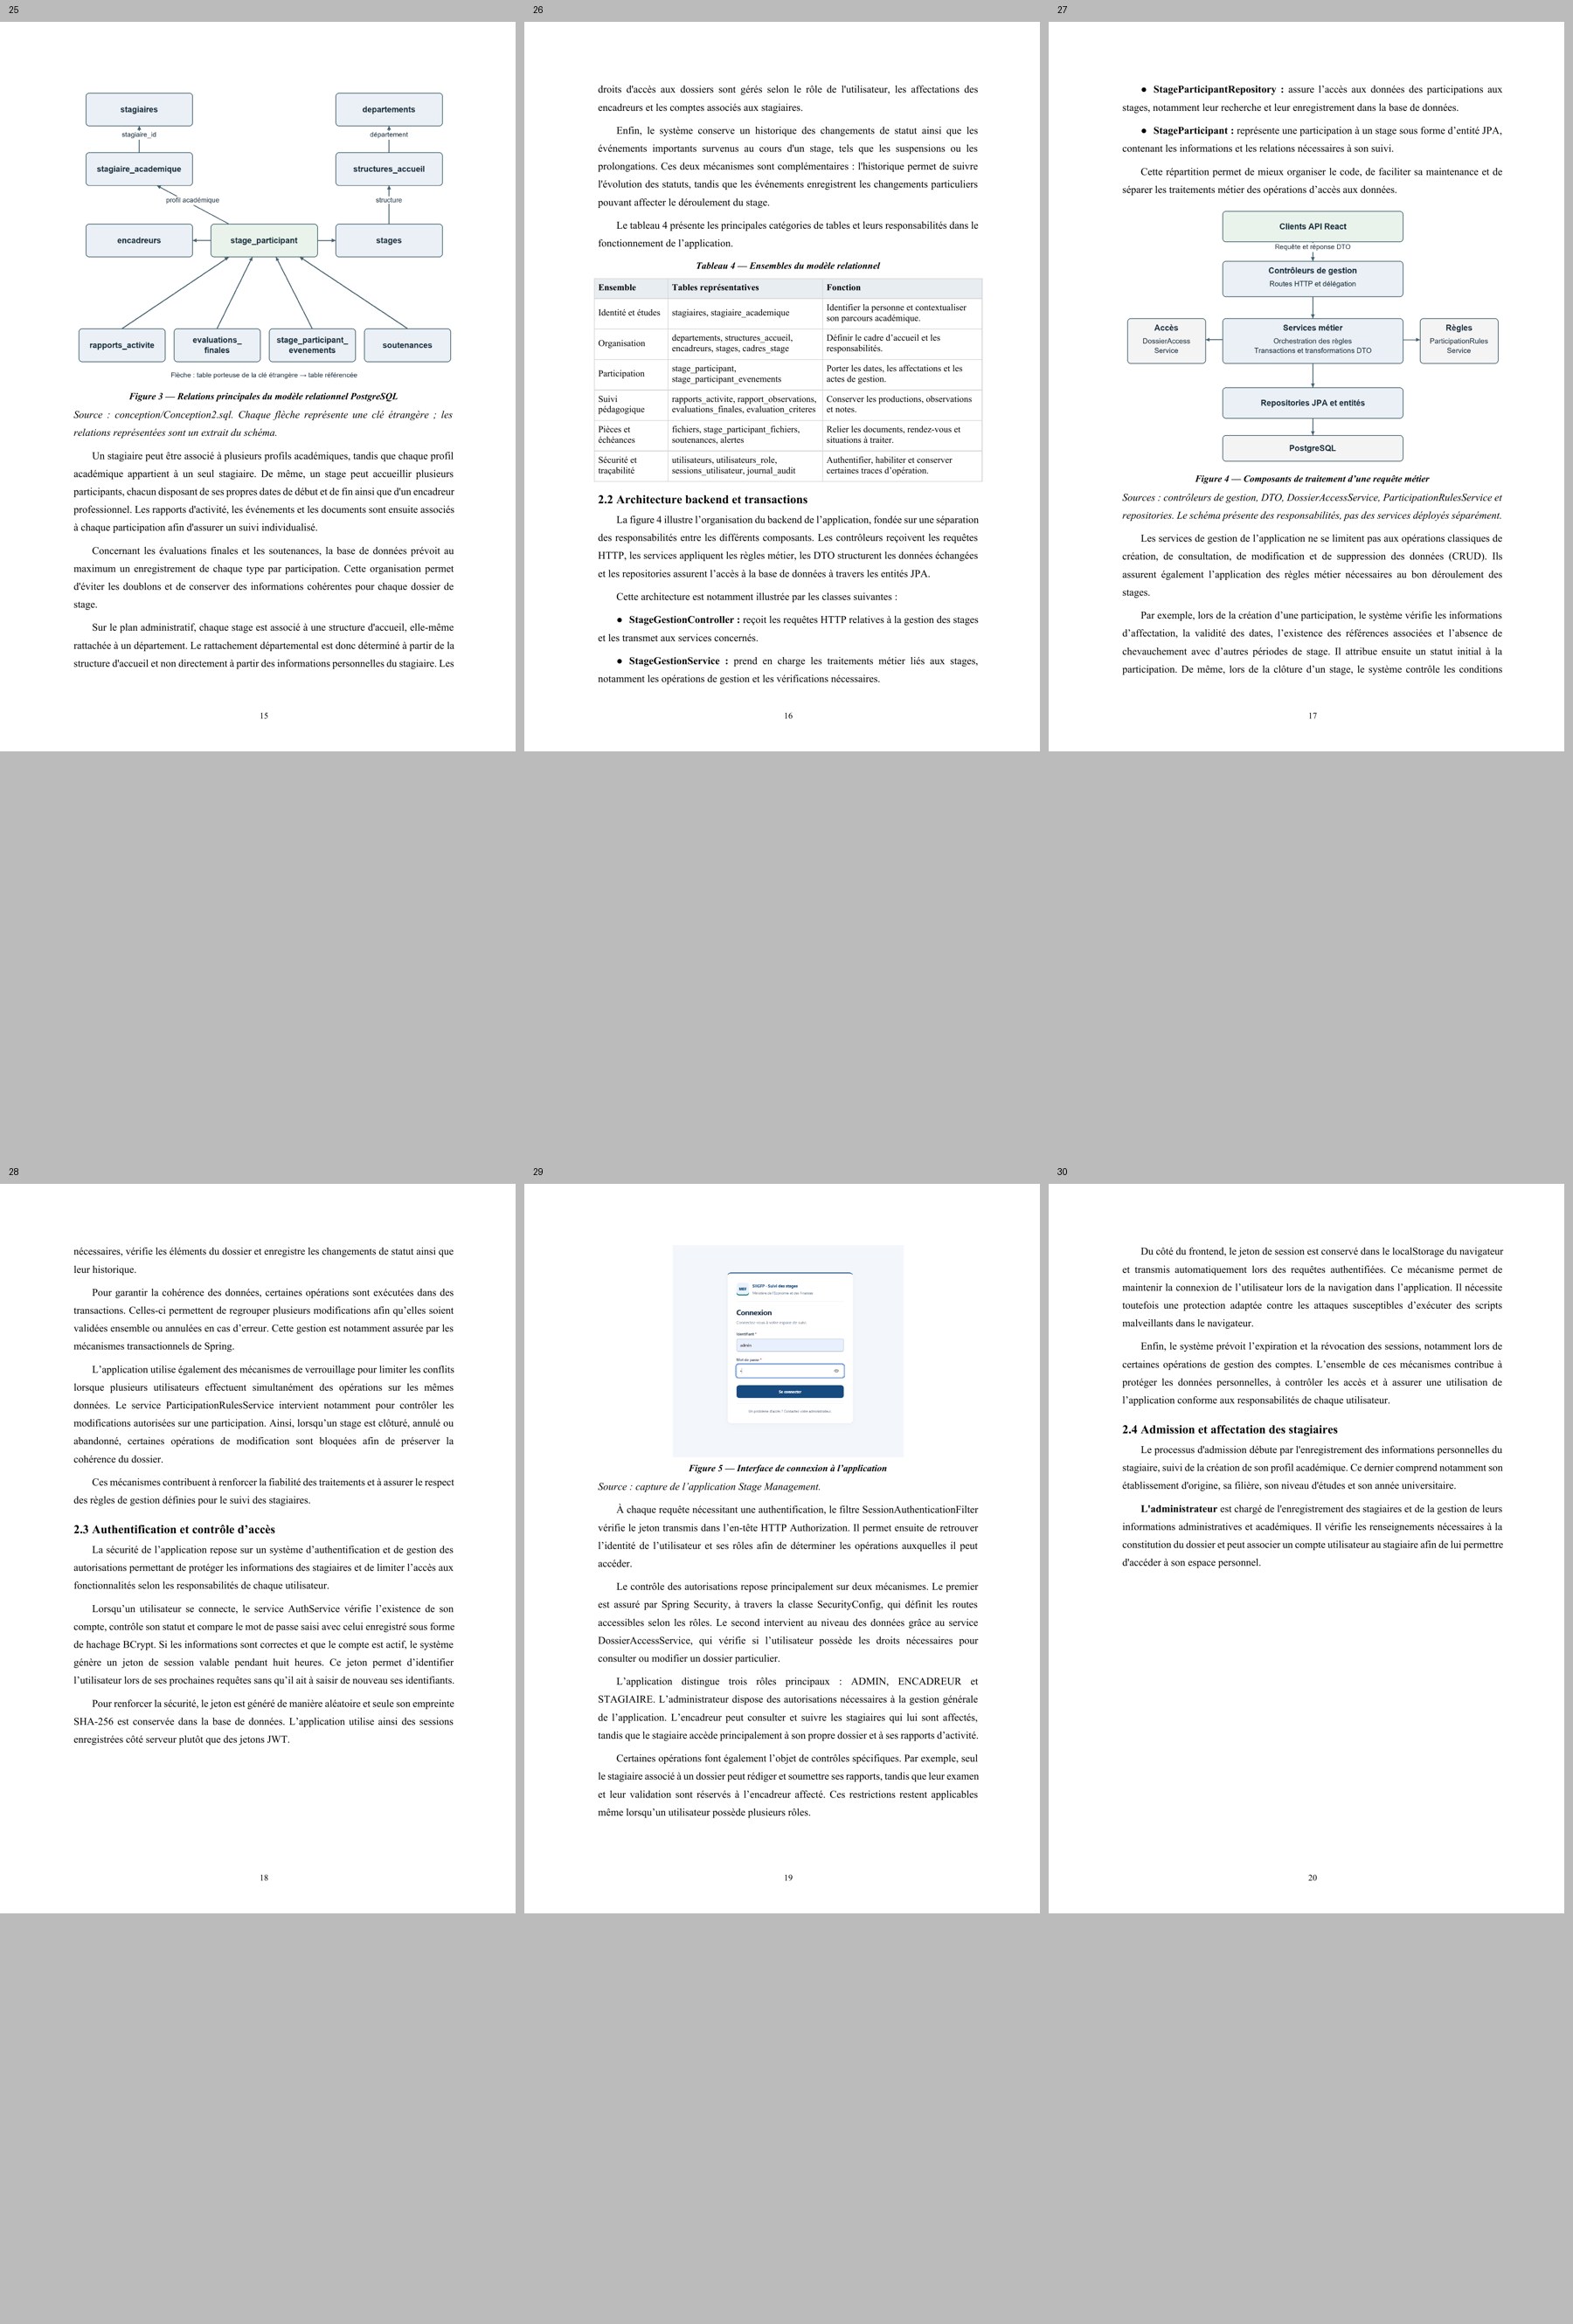 25
stagiaires
departements
stagiaire_id
département
stagiaire_academique
structures_accueil
profil académique
structure
encadreurs
stage_participant
stages
rapports_activite
evaluations_
finales
stage_participant_
evenements
soutenances
Flèche : table porteuse de la clé étrangère → table référencée
Figure 3 — Relations principales du modèle relationnel PostgreSQL
Source : conception/Conception2.sql. Chaque flèche représente une clé étrangère ; les
relations représentées sont un extrait du schéma.
Un stagiaire peut être associé à plusieurs profils académiques, tandis que chaque profil
académique appartient à un seul stagiaire. De même, un stage peut accueillir plusieurs
participants, chacun disposant de ses propres dates de début et de fin ainsi que d'un encadreur
professionnel. Les rapports d'activité, les événements et les documents sont ensuite associés
à chaque participation afin d'assurer un suivi individualisé.
Concernant les évaluations finales et les soutenances, la base de données prévoit au
maximum un enregistrement de chaque type par participation. Cette organisation permet
d'éviter les doublons et de conserver des informations cohérentes pour chaque dossier de
stage.
Sur le plan administratif, chaque stage est associé à une structure d'accueil, elle-même
rattachée à un département. Le rattachement départemental est donc déterminé à partir de la
structure d'accueil et non directement à partir des informations personnelles du stagiaire. Les
15
26
droits d'accès aux dossiers sont gérés selon le rôle de l'utilisateur, les affectations des
encadreurs et les comptes associés aux stagiaires.
Enfin, le système conserve un historique des changements de statut ainsi que les
événements importants survenus au cours d'un stage, tels que les suspensions ou les
prolongations. Ces deux mécanismes sont complémentaires : l'historique permet de suivre
l'évolution des statuts, tandis que les événements enregistrent les changements particuliers
pouvant affecter le déroulement du stage.
Le tableau 4 présente les principales catégories de tables et leurs responsabilités dans le
fonctionnement de l’application.
Tableau 4 — Ensembles du modèle relationnel
Ensemble Tables représentatives Fonction
Identité et études stagiaires, stagiaire_academique Identifier la personne et contextualiser
son parcours académique.
Organisation departements, structures_accueil, Définir le cadre d’accueil et les
encadreurs, stages, cadres_stage responsabilités.
Participation stage_participant, Porter les dates, les affectations et les
stage_participant_evenements actes de gestion.
Suivi rapports_activite, rapport_observations, Conserver les productions, observations
pédagogique evaluations_finales, evaluation_criteres et notes.
Pièces et fichiers, stage_participant_fichiers, Relier les documents, rendez-vous et
échéances soutenances, alertes situations à traiter.
Sécurité et utilisateurs, utilisateurs_role, Authentifier, habiliter et conserver
traçabilité sessions_utilisateur, journal_audit certaines traces d’opération.
2.2 Architecture backend et transactions
La figure 4 illustre l’organisation du backend de l’application, fondée sur une séparation
des responsabilités entre les différents composants. Les contrôleurs reçoivent les requêtes
HTTP, les services appliquent les règles métier, les DTO structurent les données échangées
et les repositories assurent l’accès à la base de données à travers les entités JPA.
Cette architecture est notamment illustrée par les classes suivantes :
● StageGestionController : reçoit les requêtes HTTP relatives à la gestion des stages
et les transmet aux services concernés.
● StageGestionService : prend en charge les traitements métier liés aux stages,
notamment les opérations de gestion et les vérifications nécessaires.
16
27
● StageParticipantRepository : assure l’accès aux données des participations aux
stages, notamment leur recherche et leur enregistrement dans la base de données.
● StageParticipant : représente une participation à un stage sous forme d’entité JPA,
contenant les informations et les relations nécessaires à son suivi.
Cette répartition permet de mieux organiser le code, de faciliter sa maintenance et de
séparer les traitements métier des opérations d’accès aux données.
Clients API React
Requête et réponse DTO
Contrôleurs de gestion
Routes HTTP et délégation
Accès
DossierAccess
Service
Services métier
Orchestration des règles
Transactions et transformations DTO
Règles
ParticipationRules
Service
Repositories JPA et entités
PostgreSQL
Figure 4 — Composants de traitement d’une requête métier
Sources : contrôleurs de gestion, DTO, DossierAccessService, ParticipationRulesService et
repositories. Le schéma présente des responsabilités, pas des services déployés séparément.
Les services de gestion de l’application ne se limitent pas aux opérations classiques de
création, de consultation, de modification et de suppression des données (CRUD). Ils
assurent également l’application des règles métier nécessaires au bon déroulement des
stages.
Par exemple, lors de la création d’une participation, le système vérifie les informations
d’affectation, la validité des dates, l’existence des références associées et l’absence de
chevauchement avec d’autres périodes de stage. Il attribue ensuite un statut initial à la
participation. De même, lors de la clôture d’un stage, le système contrôle les conditions
17
28
nécessaires, vérifie les éléments du dossier et enregistre les changements de statut ainsi que
leur historique.
Pour garantir la cohérence des données, certaines opérations sont exécutées dans des
transactions. Celles-ci permettent de regrouper plusieurs modifications afin qu’elles soient
validées ensemble ou annulées en cas d’erreur. Cette gestion est notamment assurée par les
mécanismes transactionnels de Spring.
L’application utilise également des mécanismes de verrouillage pour limiter les conflits
lorsque plusieurs utilisateurs effectuent simultanément des opérations sur les mêmes
données. Le service ParticipationRulesService intervient notamment pour contrôler les
modifications autorisées sur une participation. Ainsi, lorsqu’un stage est clôturé, annulé ou
abandonné, certaines opérations de modification sont bloquées afin de préserver la
cohérence du dossier.
Ces mécanismes contribuent à renforcer la fiabilité des traitements et à assurer le respect
des règles de gestion définies pour le suivi des stagiaires.
2.3 Authentification et contrôle d’accès
La sécurité de l’application repose sur un système d’authentification et de gestion des
autorisations permettant de protéger les informations des stagiaires et de limiter l’accès aux
fonctionnalités selon les responsabilités de chaque utilisateur.
Lorsqu’un utilisateur se connecte, le service AuthService vérifie l’existence de son
compte, contrôle son statut et compare le mot de passe saisi avec celui enregistré sous forme
de hachage BCrypt. Si les informations sont correctes et que le compte est actif, le système
génère un jeton de session valable pendant huit heures. Ce jeton permet d’identifier
l’utilisateur lors de ses prochaines requêtes sans qu’il ait à saisir de nouveau ses identifiants.
Pour renforcer la sécurité, le jeton est généré de manière aléatoire et seule son empreinte
SHA-256 est conservée dans la base de données. L’application utilise ainsi des sessions
enregistrées côté serveur plutôt que des jetons JWT.
18
29
Suivi des stages
Ministère de l'Economie et des Finances
Connexion
Identifiant *
admin
Mot de passe *
Se connecter
Figure 5 — Interface de connexion à l’application
Source : capture de l’application Stage Management.
À chaque requête nécessitant une authentification, le filtre SessionAuthenticationFilter
vérifie le jeton transmis dans l’en-tête HTTP Authorization. Il permet ensuite de retrouver
l’identité de l’utilisateur et ses rôles afin de déterminer les opérations auxquelles il peut
accéder.
Le contrôle des autorisations repose principalement sur deux mécanismes. Le premier
est assuré par Spring Security, à travers la classe SecurityConfig, qui définit les routes
accessibles selon les rôles. Le second intervient au niveau des données grâce au service
DossierAccessService, qui vérifie si l’utilisateur possède les droits nécessaires pour
consulter ou modifier un dossier particulier.
L’application distingue trois rôles principaux : ADMIN, ENCADREUR et
STAGIAIRE. L’administrateur dispose des autorisations nécessaires à la gestion générale
de l’application. L’encadreur peut consulter et suivre les stagiaires qui lui sont affectés,
tandis que le stagiaire accède principalement à son propre dossier et à ses rapports d’activité.
Certaines opérations font également l’objet de contrôles spécifiques. Par exemple, seul
le stagiaire associé à un dossier peut rédiger et soumettre ses rapports, tandis que leur examen
et leur validation sont réservés à l’encadreur affecté. Ces restrictions restent applicables
même lorsqu’un utilisateur possède plusieurs rôles.
19
30
Du côté du frontend, le jeton de session est conservé dans le localStorage du navigateur
et transmis automatiquement lors des requêtes authentifiées. Ce mécanisme permet de
maintenir la connexion de l’utilisateur lors de la navigation dans l’application. Il nécessite
toutefois une protection adaptée contre les attaques susceptibles d’exécuter des scripts
malveillants dans le navigateur.
Enfin, le système prévoit l’expiration et la révocation des sessions, notamment lors de
certaines opérations de gestion des comptes. L’ensemble de ces mécanismes contribue à
protéger les données personnelles, à contrôler les accès et à assurer une utilisation de
l’application conforme aux responsabilités de chaque utilisateur.
2.4 Admission et affectation des stagiaires
Le processus d'admission débute par l'enregistrement des informations personnelles du
stagiaire, suivi de la création de son profil académique. Ce dernier comprend notamment son
établissement d'origine, sa filière, son niveau d'études et son année universitaire.
L'administrateur est chargé de l'enregistrement des stagiaires et de la gestion de leurs
informations administratives et académiques. Il vérifie les renseignements nécessaires à la
constitution du dossier et peut associer un compte utilisateur au stagiaire afin de lui permettre
d'accéder à son espace personnel.
20